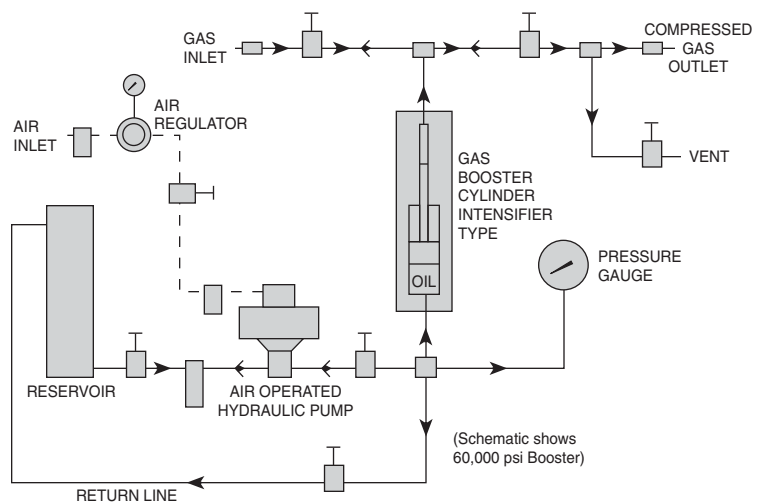 GAS
INLET
COMPRESSED
GAS
OUTLET
AIR
REGULATOR
AIR
INLET
VENT
GAS
BOOSTER
CYLINDER
INTENSIFIER
TYPE
PRESSURE
GAUGE
OIL
RESERVOIR
AIR OPERATED
HYDRAULIC PUMP
(Schematic shows
60,000 psi Booster)
RETURN LINE